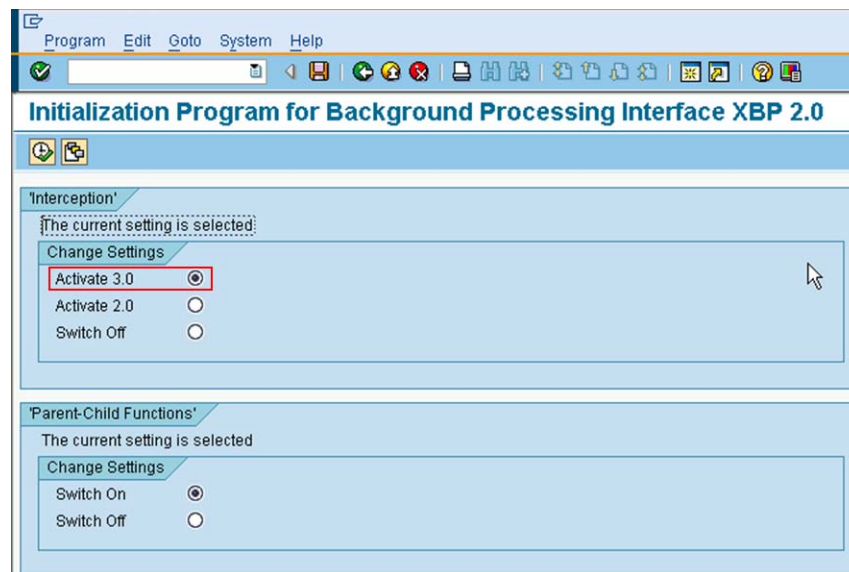 Program Edit Goto System Help
Initialization Program for Background Processing Interface XBP 2.0
'Interception'
The current setting is selected
Change Settings
Activate 3.0
Activate 2.0
Switch Off
'Parent-Child Functions'
The current setting is selected
Change Settings
Switch On
Switch Off